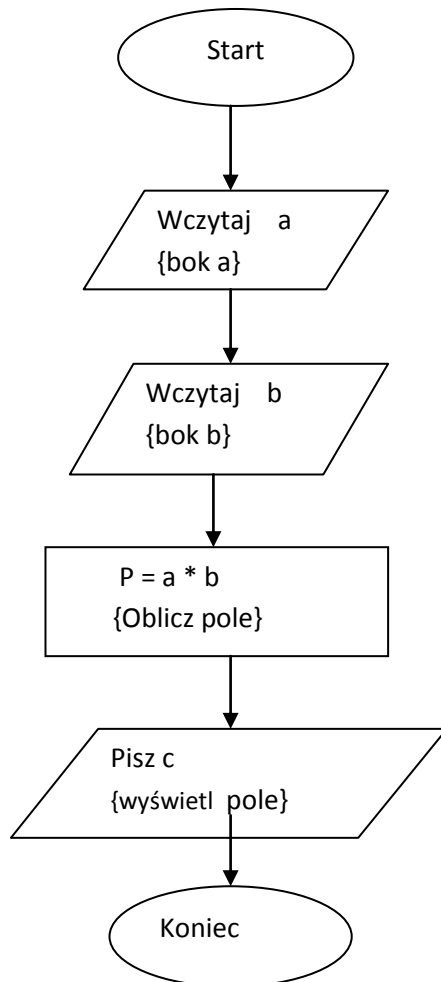 Start
Wczytaj a
{bok a}
Wczytaj b
{bok b}
P = a * b
{Oblicz pole}
Pisz c
{wyświetl pole}
Koniec